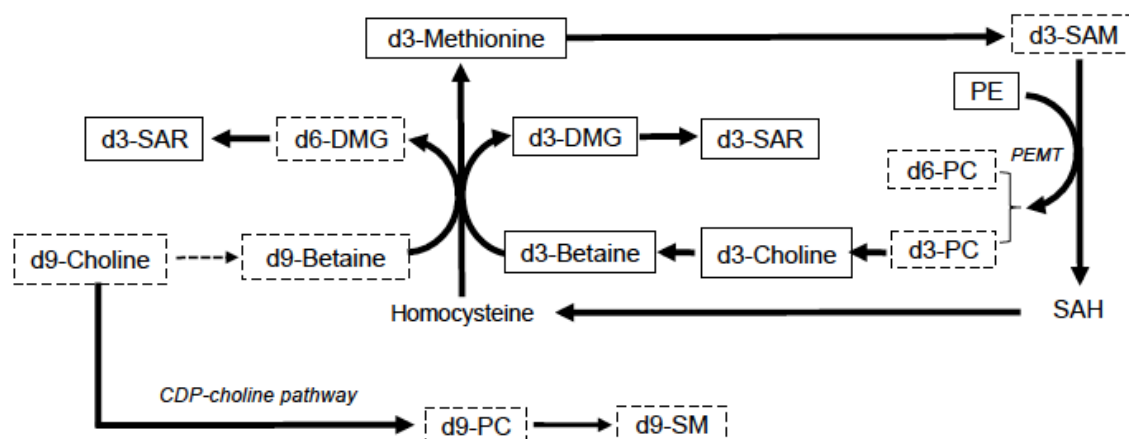 d3-Methionine
d3-SAM
PE
d3-SAR
d6-DMG
d3-DMG
d3-SAR
PEMT
d6-PC
d9-Choline
d9-Betaine
d3-Betaine
d3-Choline
d3-PC
Homocysteine
SAH
CDP-choline pathway
d9-PC
d9-SM